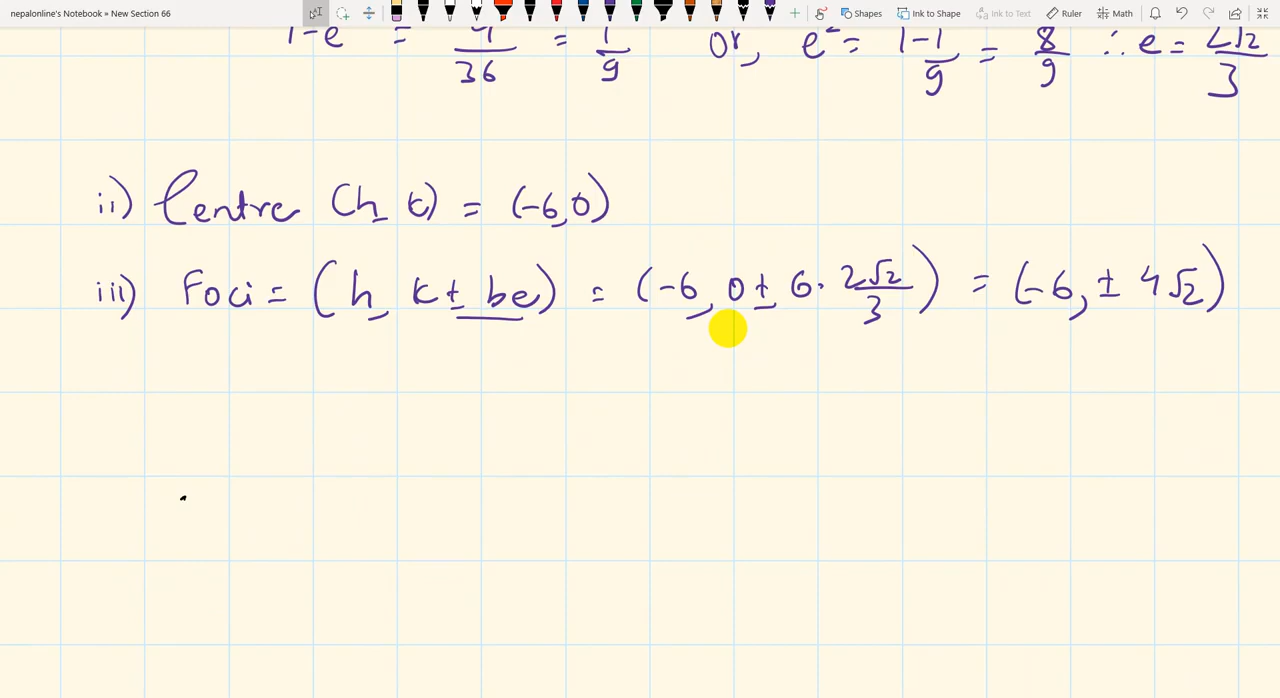 nepalonline's Notebook » New Section 66
Shapes Ink to Shape Ink to Text Ruler Math
1-e = 4/36 = 1/9 or, e² = 1-1/9 = 8/9 ∴ e = 2√2/3
ii) Centre (h, k) = (-6,0)
iii) Foci = (h, k ± be) = (-6, 0 ± 6·2√2/3) = (-6, ± 4√2)